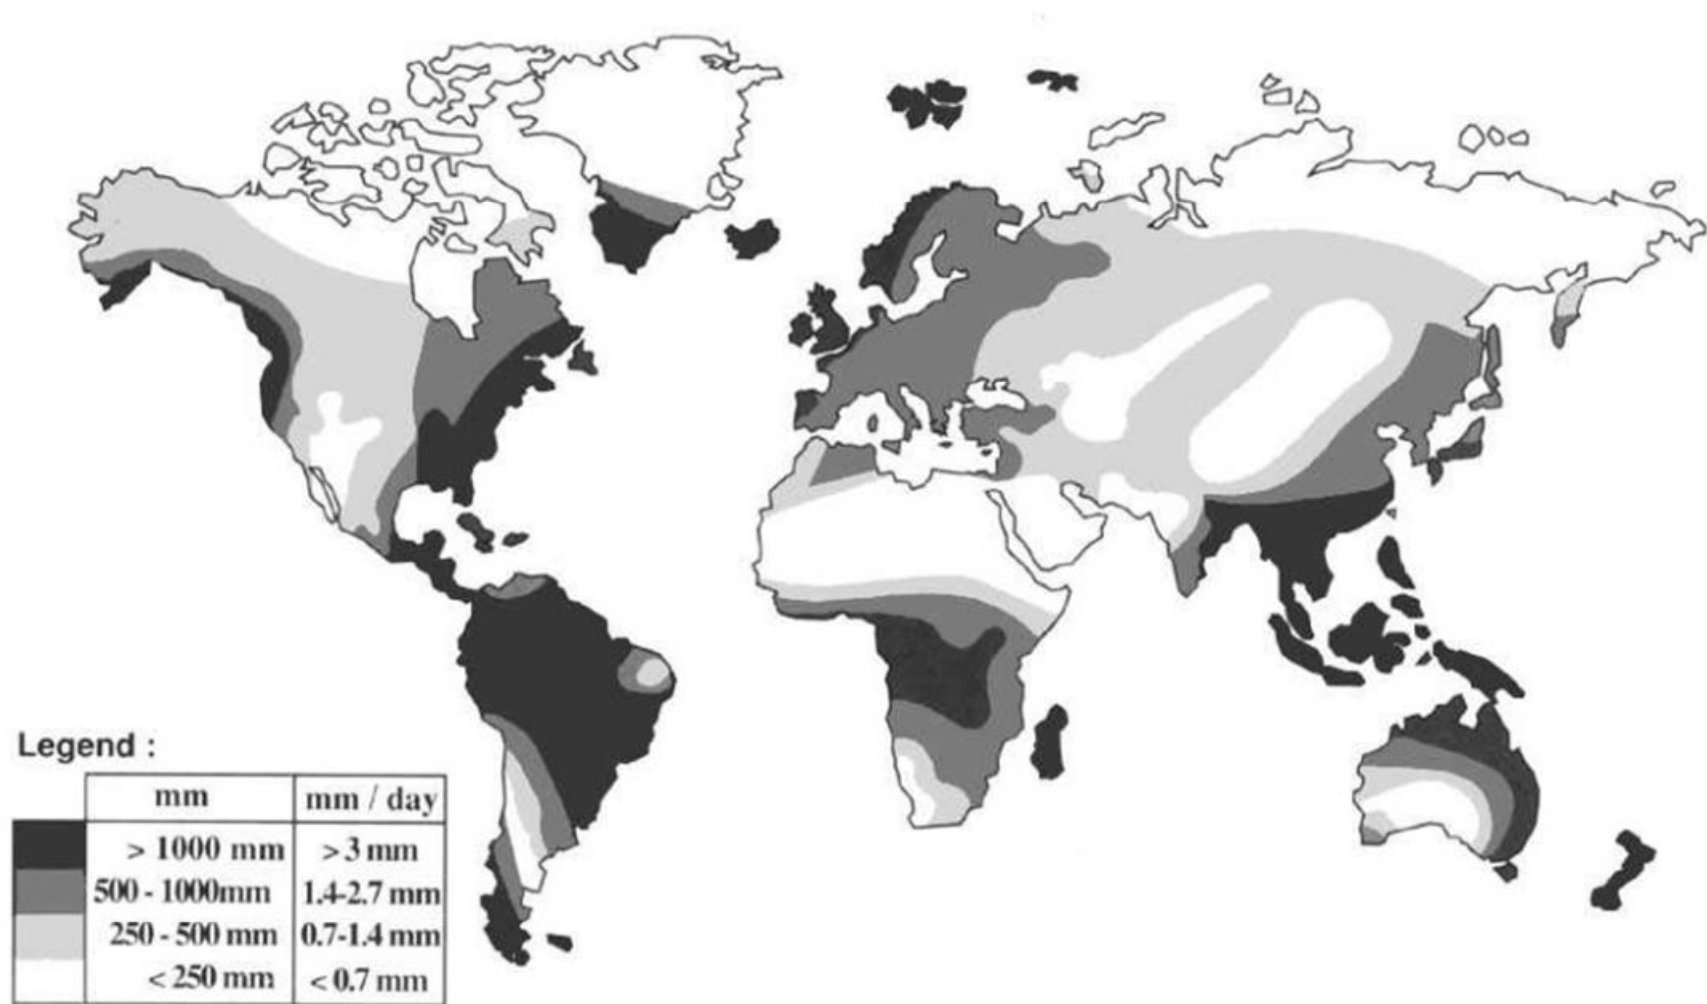 Legend :
mm mm / day
> 1000 mm > 3 mm
500 - 1000mm 1.4-2.7 mm
250 - 500 mm 0.7-1.4 mm
< 250 mm < 0.7 mm